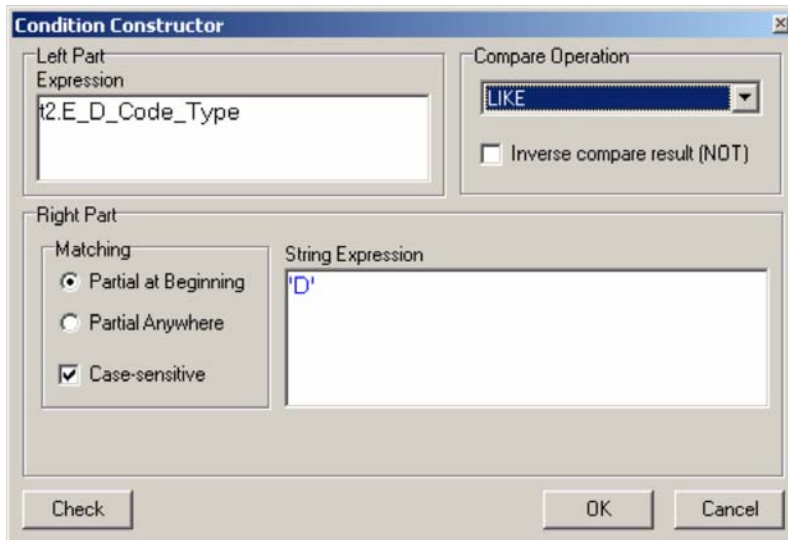 Condition Constructor
Left Part
Expression
t2.E_D_Code_Type
Compare Operation
LIKE
Inverse compare result (NOT)
Right Part
Matching
Partial at Beginning
Partial Anywhere
Case-sensitive
String Expression
'D'
Check
OK
Cancel